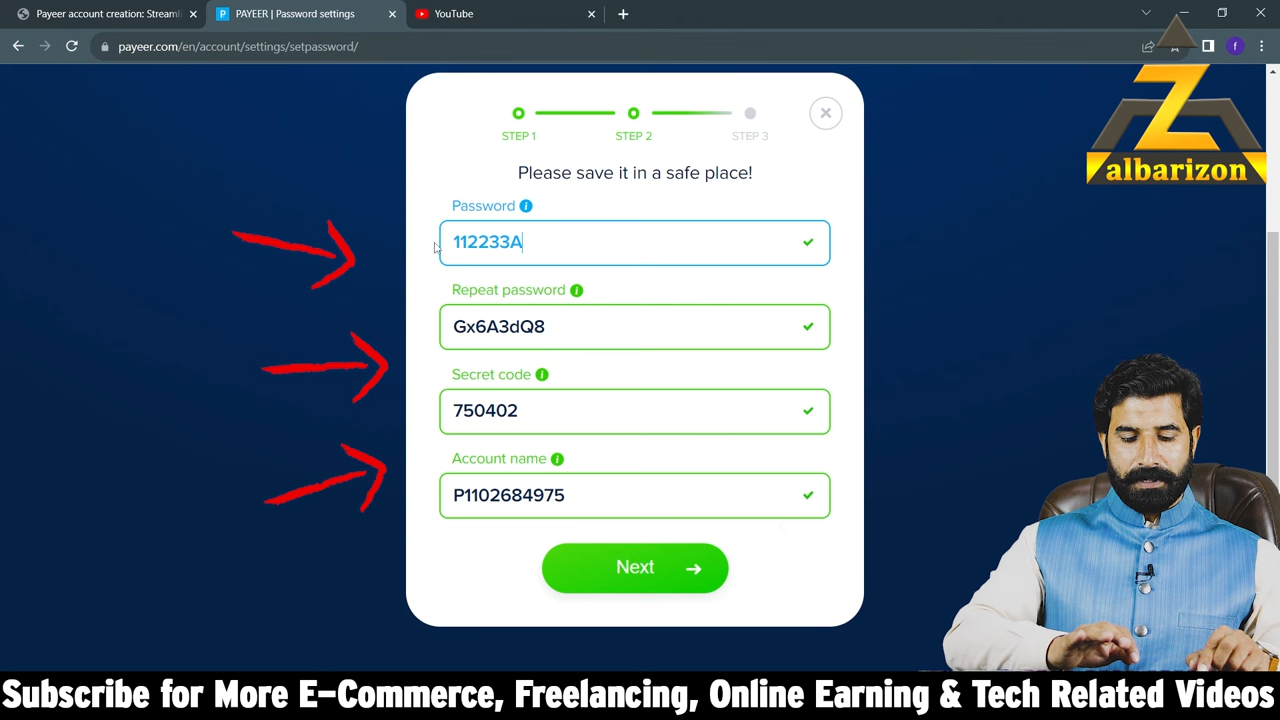 Payeer account creation: Streamli
PAYEER | Password settings
YouTube
payeer.com/en/account/settings/setpassword/
f
Z
albarizon
STEP 1
STEP 2
STEP 3
Please save it in a safe place!
Password
112233A
Repeat password
Gx6A3dQ8
Secret code
750402
Account name
P1102684975
Next
Subscribe for More E-Commerce, Freelancing, Online Earning & Tech Related Videos